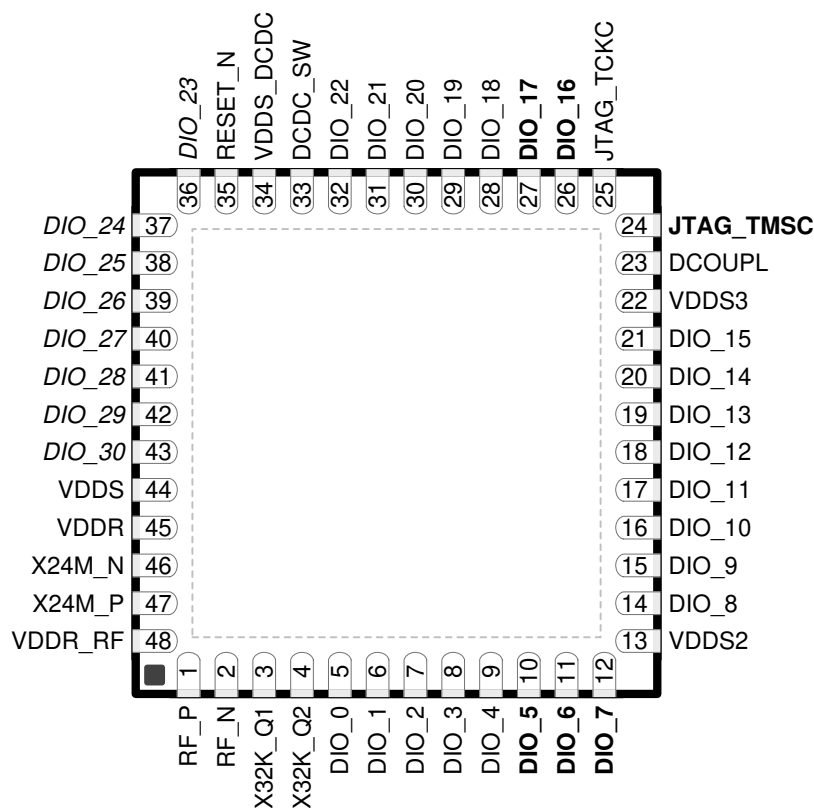 DIO_23
RESET_N
VDDS_DCDC
DCDC_SW
DIO_22
DIO_21
DIO_20
DIO_19
DIO_18
DIO_17
DIO_16
JTAG_TCKC
36
35
34
33
32
31
30
29
28
27
26
25
DIO_24 37
24 JTAG_TMSC
DIO_25 38
23 DCOUPL
DIO_26 39
22 VDDS3
DIO_27 40
21 DIO_15
DIO_28 41
20 DIO_14
DIO_29 42
19 DIO_13
DIO_30 43
18 DIO_12
VDDS 44
17 DIO_11
VDDR 45
16 DIO_10
X24M_N 46
15 DIO_9
X24M_P 47
14 DIO_8
VDDR_RF 48
13 VDDS2
1
2
3
4
5
6
7
8
9
10
11
12
RF_P
RF_N
X32K_Q1
X32K_Q2
DIO_0
DIO_1
DIO_2
DIO_3
DIO_4
DIO_5
DIO_6
DIO_7